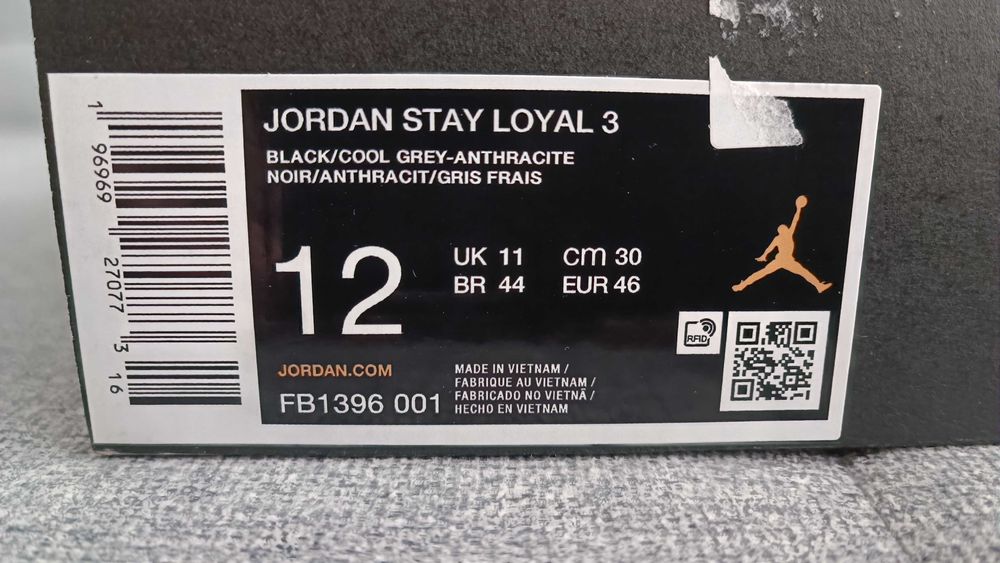 JORDAN STAY LOYAL 3
BLACK/COOL GREY-ANTHRACITE
NOIR/ANTHRACIT/GRIS FRAIS
12
UK 11 cm 30
BR 44 EUR 46
RFID
JORDAN.COM
FB1396 001
MADE IN VIETNAM /
FABRIQUE AU VIETNAM /
FABRICADO NO VIETNÃ /
HECHO EN VIETNAM
1 96969 27077 3 16